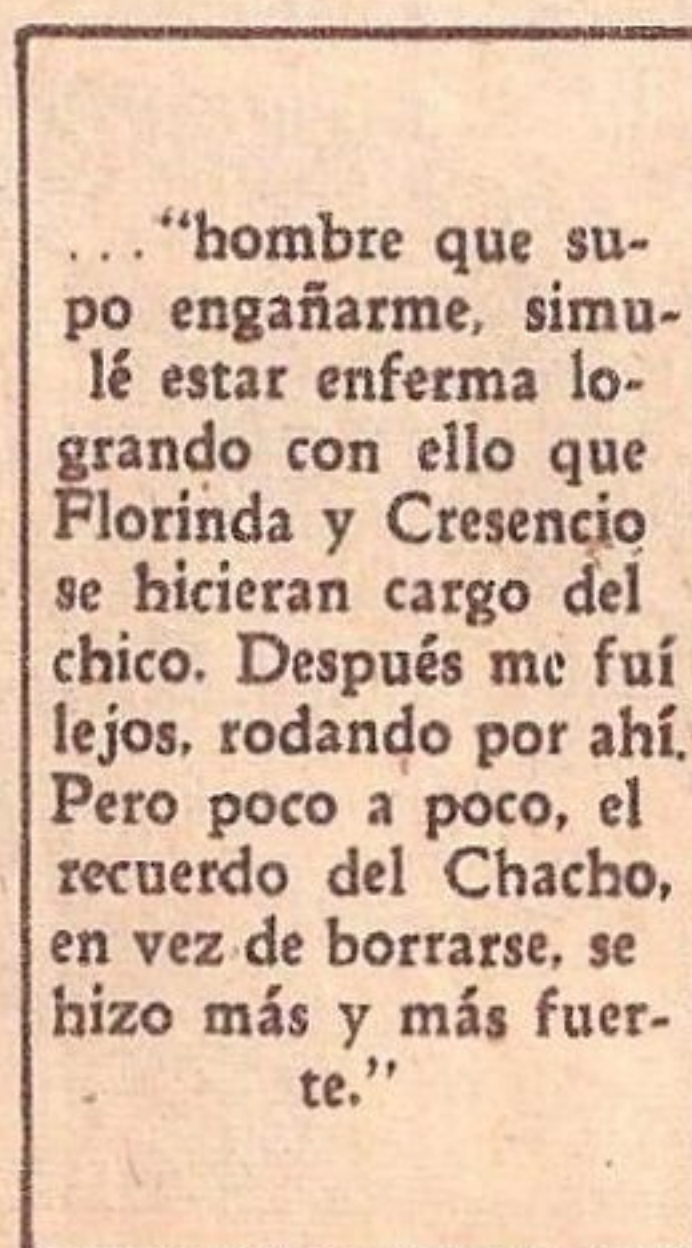 ..."hombre que su-
po engañarme, simu-
lé estar enferma lo-
grando con ello que
Florinda y Cresencio
se hicieran cargo del
chico. Después me fuí
lejos, rodando por ahí.
Pero poco a poco, el
recuerdo del Chacho,
en vez de borrarse, se
hizo más y más fuer-
te."